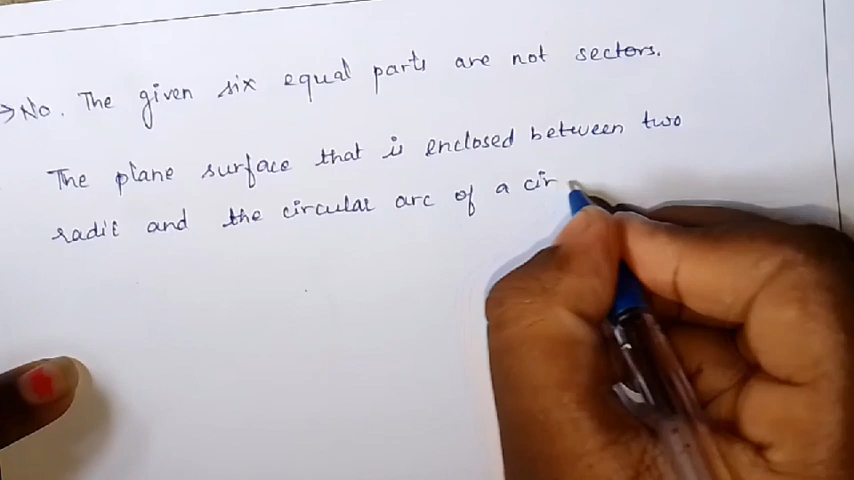 → No. The given six equal parts are not sectors.
The plane surface that is enclosed between two
radii and the circular arc of a cir